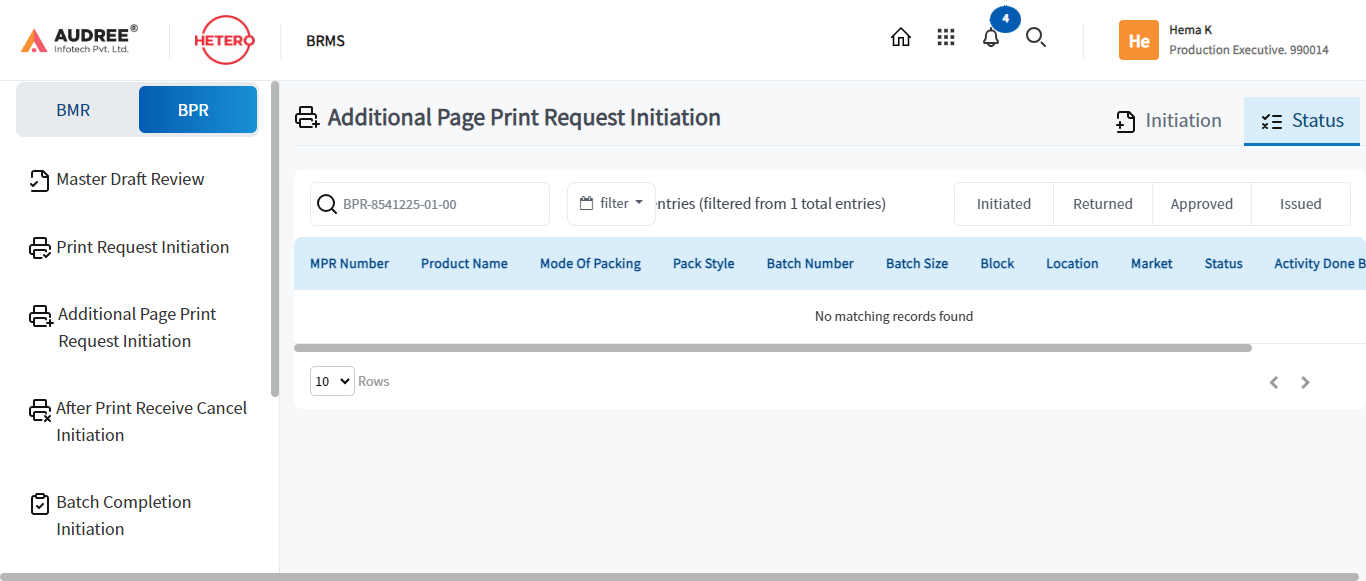 AUDREE®
Infotech Pvt. Ltd.
HETERO
BRMS
4
He
Hema K
Production Executive. 990014
BMR
BPR
Master Draft Review
Print Request Initiation
Additional Page Print
Request Initiation
After Print Receive Cancel
Initiation
Batch Completion
Initiation
Additional Page Print Request Initiation
Initiation
Status
BPR-8541225-01-00
filter
entries (filtered from 1 total entries)
Initiated
Returned
Approved
Issued
MPR Number Product Name Mode Of Packing Pack Style Batch Number Batch Size Block Location Market Status Activity Done B
No matching records found
10
Rows